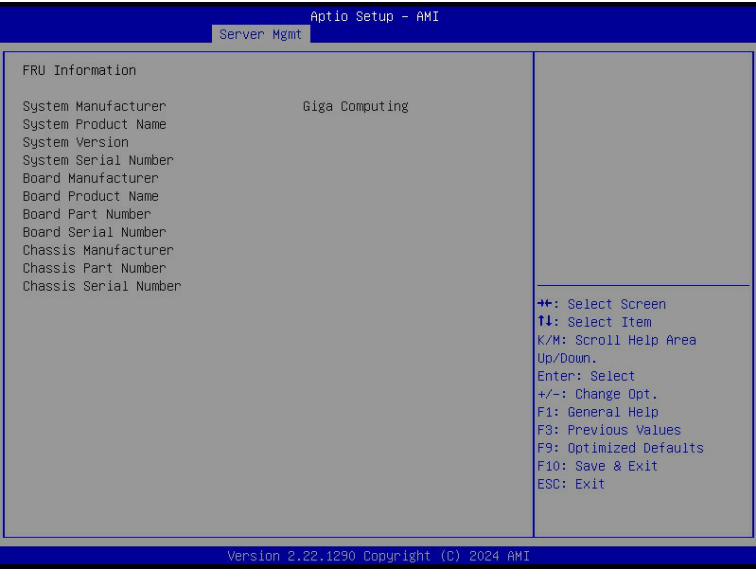 Aptio Setup – AMI
Server Mgmt
FRU Information
System Manufacturer Giga Computing
System Product Name
System Version
System Serial Number
Board Manufacturer
Board Product Name
Board Part Number
Board Serial Number
Chassis Manufacturer
Chassis Part Number
Chassis Serial Number
→←: Select Screen
↑↓: Select Item
K/M: Scroll Help Area
Up/Down.
Enter: Select
+/-: Change Opt.
F1: General Help
F3: Previous Values
F9: Optimized Defaults
F10: Save & Exit
ESC: Exit
Version 2.22.1290 Copyright (C) 2024 AMI